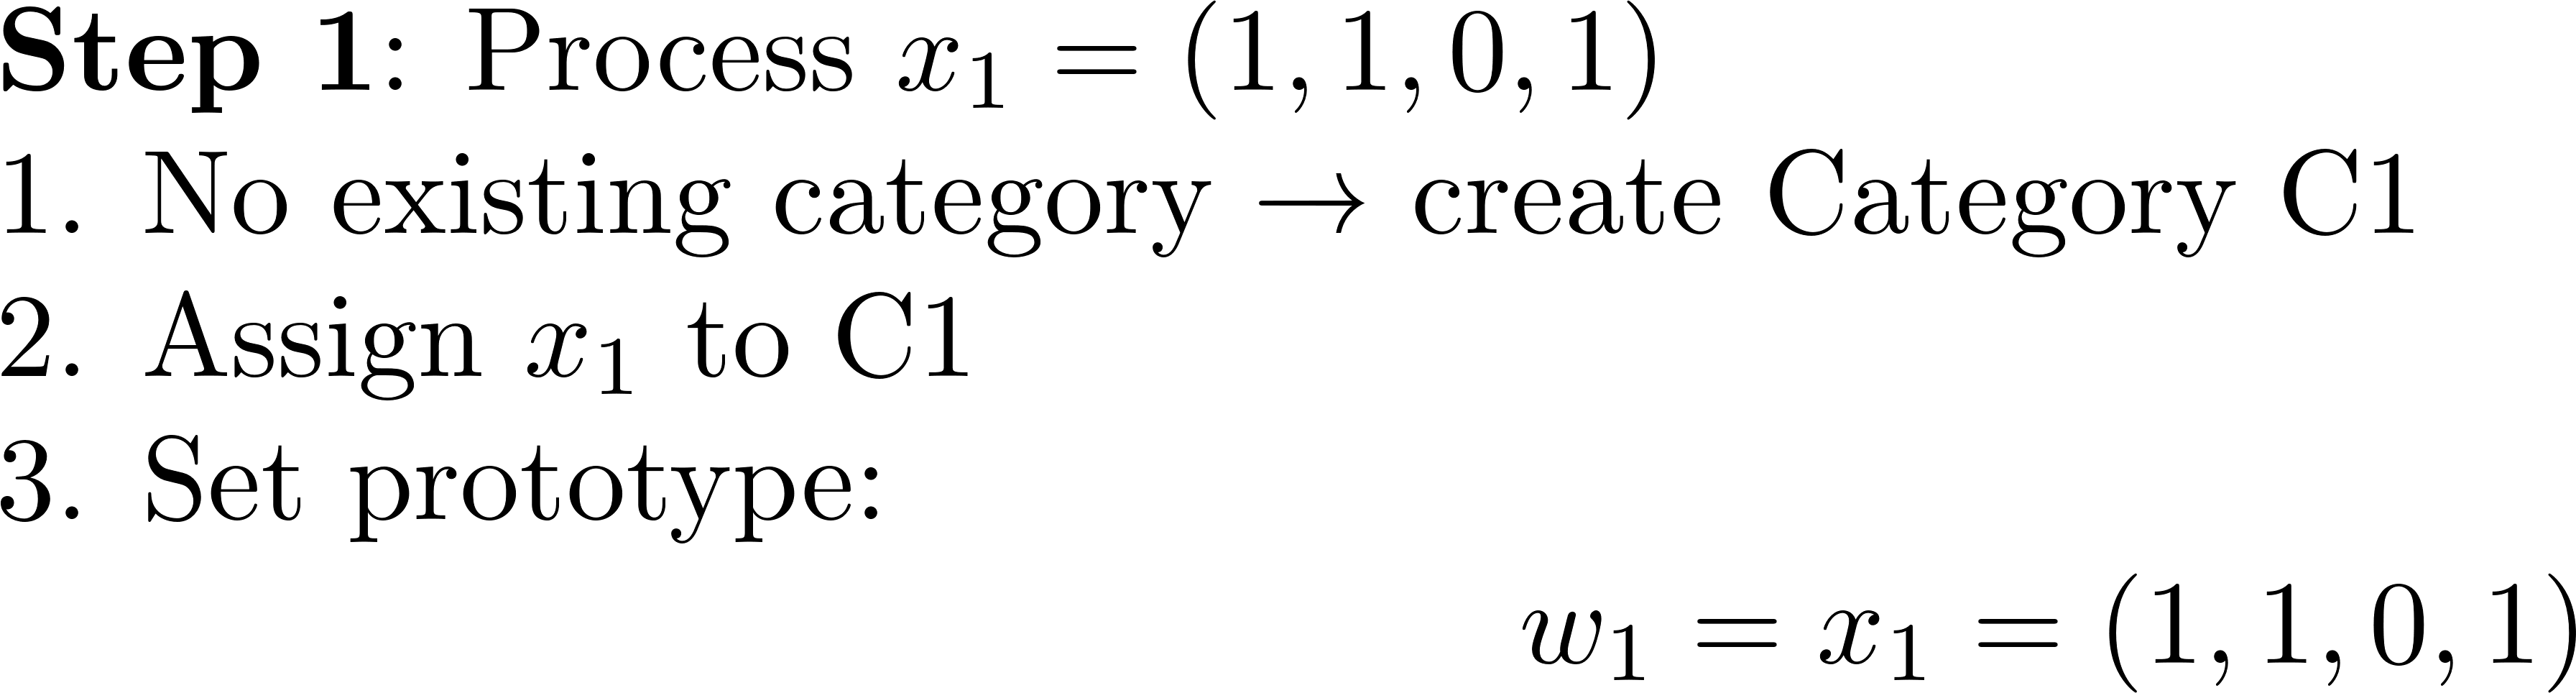 Step 1: Process x₁ = (1, 1, 0, 1)
1. No existing category → create Category C1
2. Assign x₁ to C1
3. Set prototype:
w₁ = x₁ = (1, 1, 0, 1)